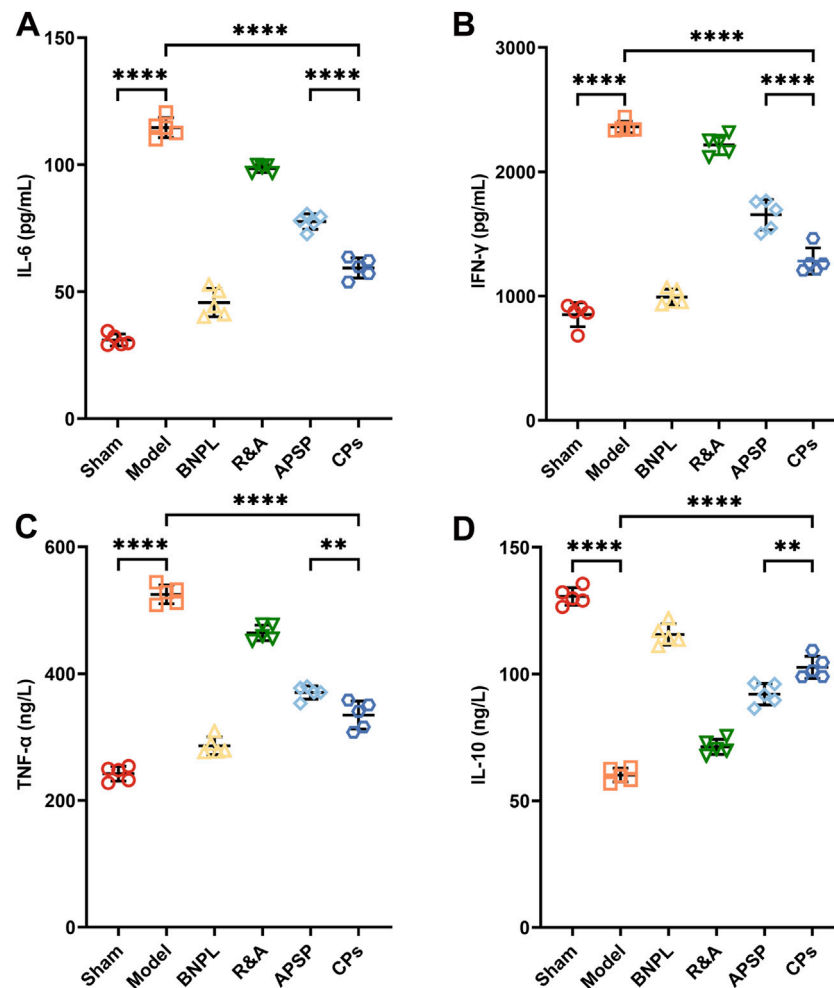 A
B
****
****
****
****
****
****
IL-6 (pg/mL)
150
100
50
0
Sham
Model
BNPL
R&A
APSP
CPs
IFN-γ (pg/mL)
3000
2000
1000
0
Sham
Model
BNPL
R&A
APSP
CPs
C
D
****
****
**
****
****
**
TNF-α (ng/L)
600
400
200
0
Sham
Model
BNPL
R&A
APSP
CPs
IL-10 (ng/L)
150
100
50
0
Sham
Model
BNPL
R&A
APSP
CPs